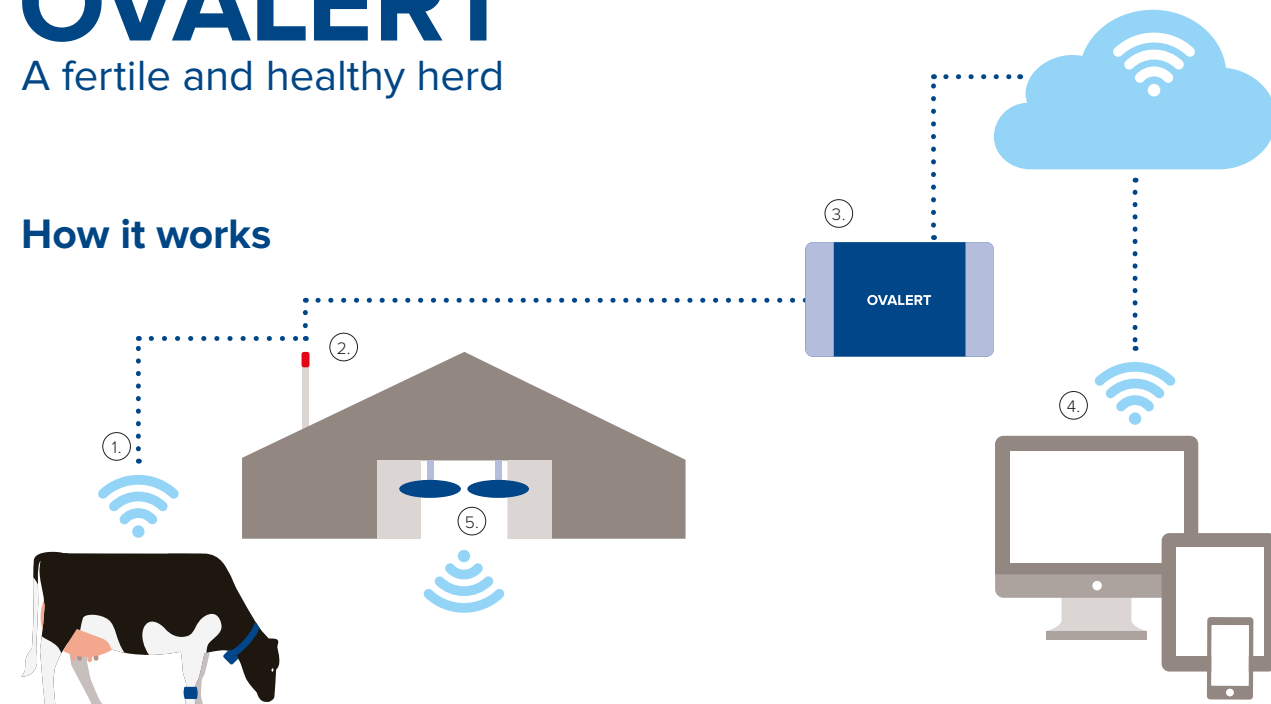 OVALERT
A fertile and healthy herd
How it works
3.
OVALERT
2.
4.
1.
5.